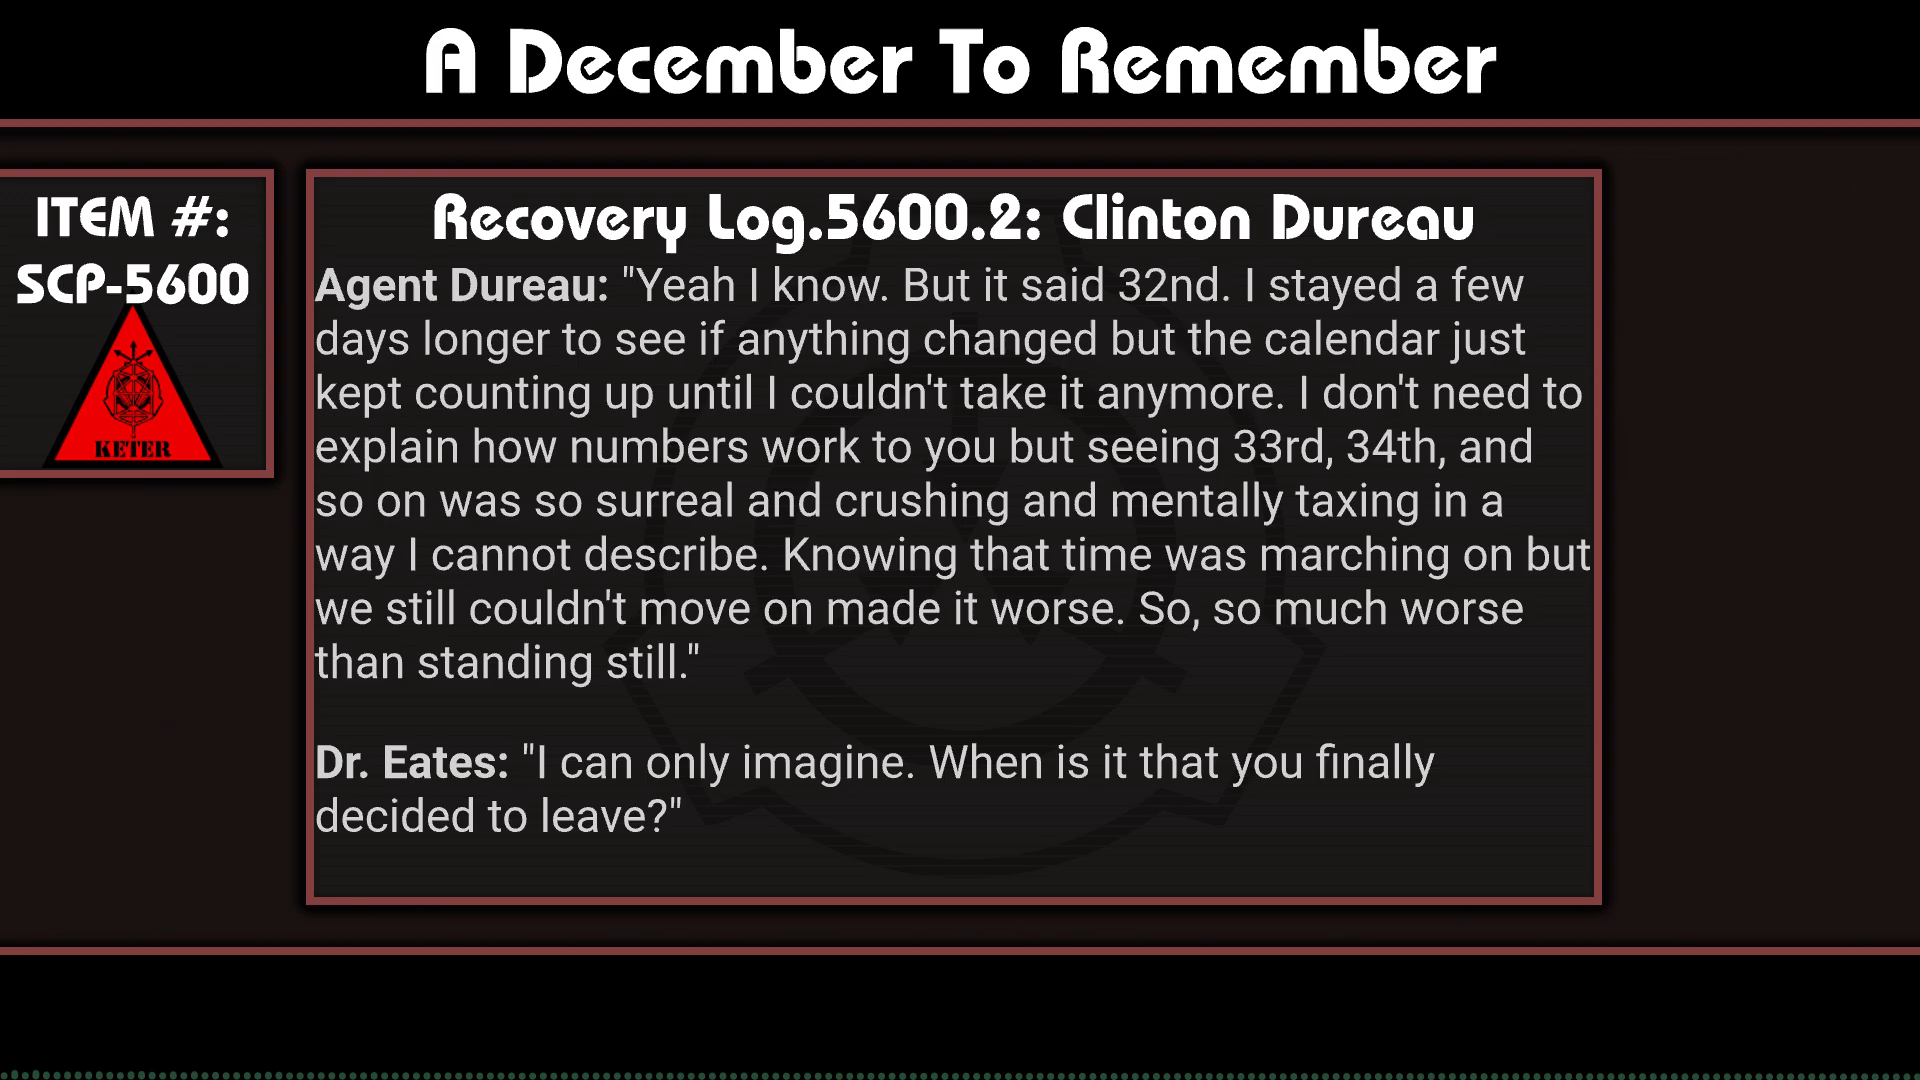 A December To Remember
ITEM #:
SCP-5600
KETER
Recovery Log.5600.2: Clinton Dureau
Agent Dureau: "Yeah I know. But it said 32nd. I stayed a few
days longer to see if anything changed but the calendar just
kept counting up until I couldn't take it anymore. I don't need to
explain how numbers work to you but seeing 33rd, 34th, and
so on was so surreal and crushing and mentally taxing in a
way I cannot describe. Knowing that time was marching on but
we still couldn't move on made it worse. So, so much worse
than standing still."
Dr. Eates: "I can only imagine. When is it that you finally
decided to leave?"